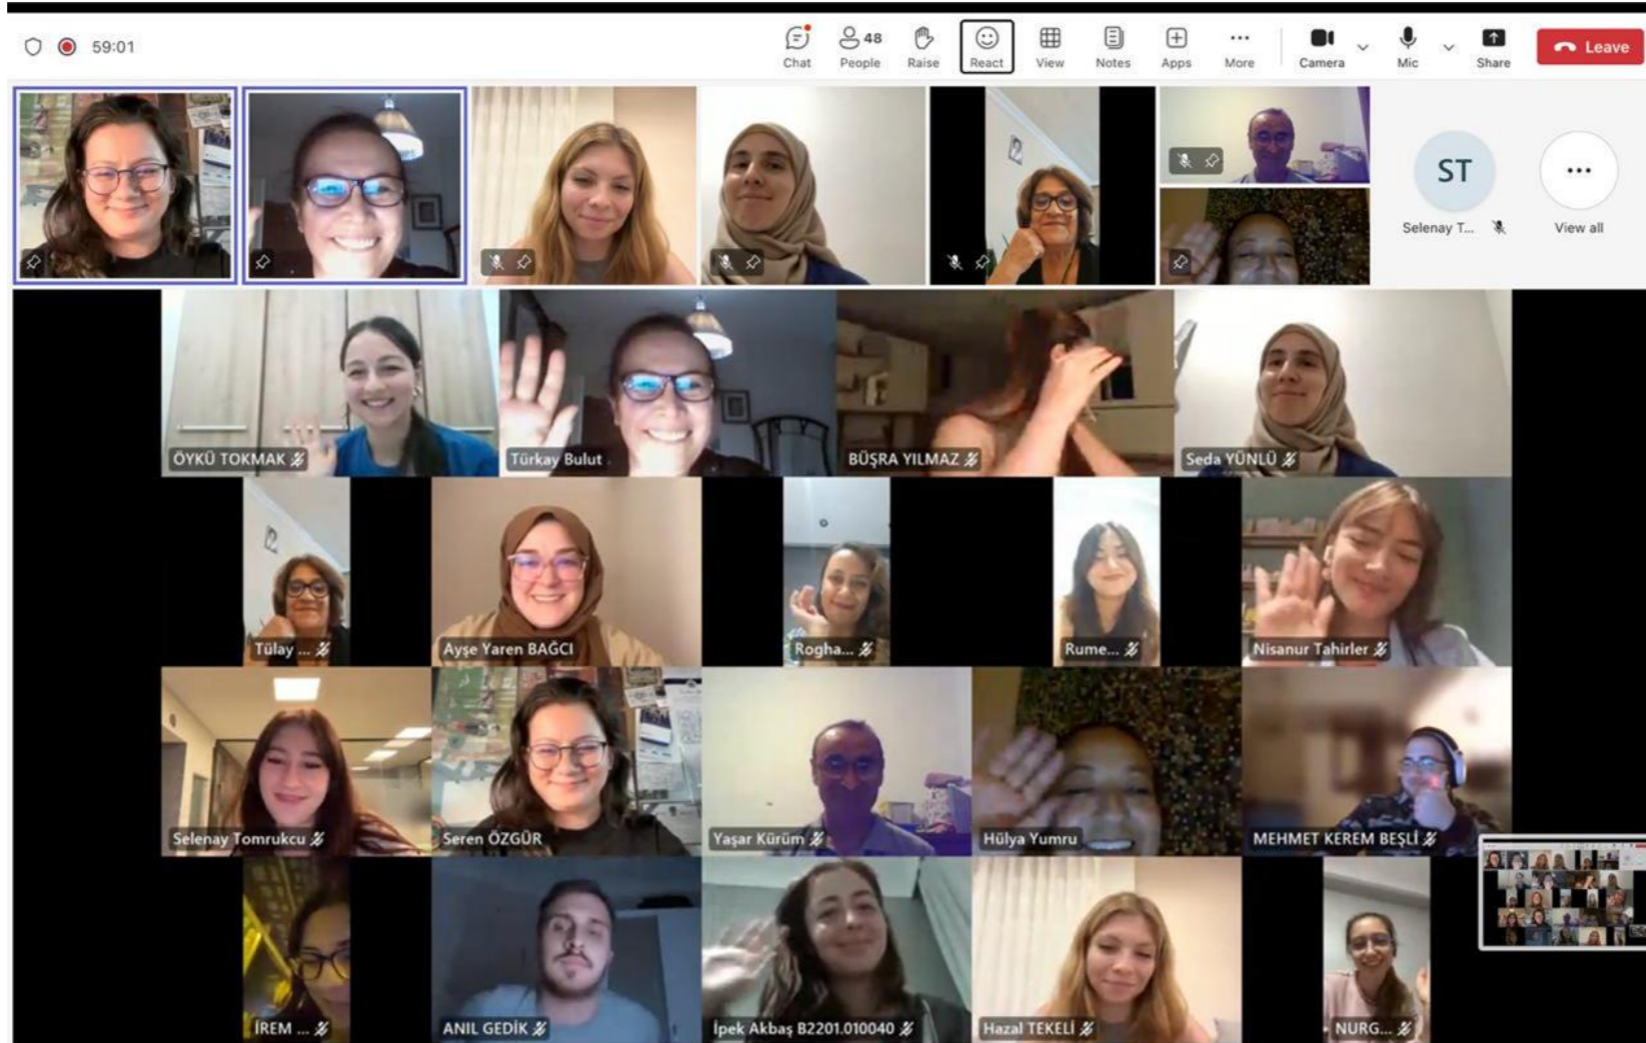 59:01
Chat
48
People
Raise
React
View
Notes
Apps
More
Camera
Mic
Share
Leave
ST
Selenay T...
View all
ÖYKÜ TOKMAK
Türkay Bulut
BÜŞRA YILMAZ
Seda YÜNLÜ
Tülay ...
Ayşe Yaren BAĞCI
Rogha...
Rume...
Nisanur Tahirler
Selenay Tomrukcu
Seren ÖZGÜR
Yaşar Kürüm
Hülya Yumru
MEHMET KEREM BEŞLİ
İREM ...
ANIL GEDİK
İpek Akbaş B2201.010040
Hazal TEKELİ
NURG...